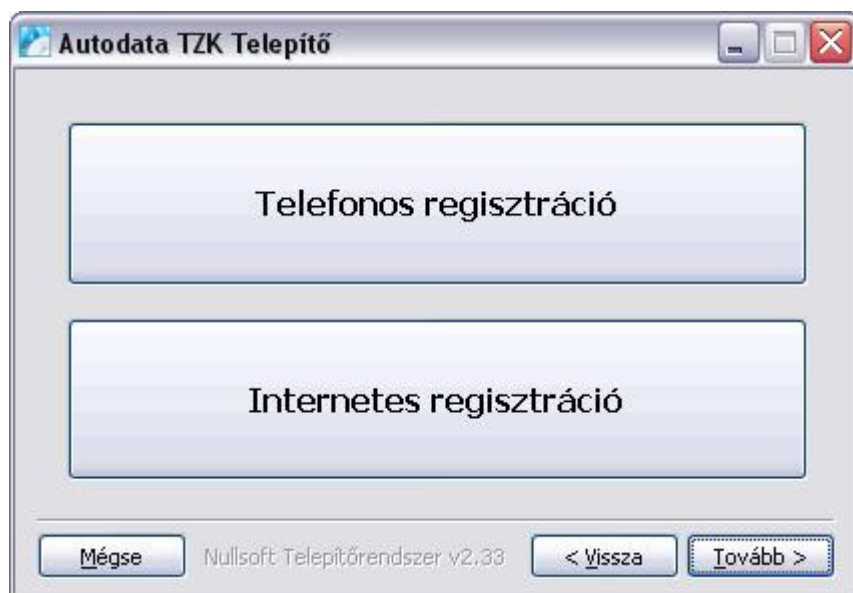 Autodata TZK Telepítő
Telefonos regisztráció
Internetes regisztráció
Mégse
Nullsoft Telepítőrendszer v2.33
< Vissza
Tovább >